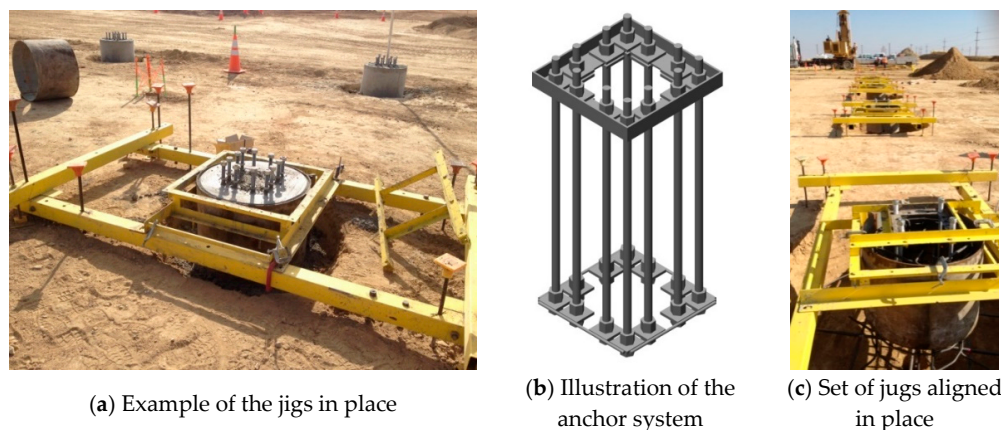 (a) Example of the jigs in place
(b) Illustration of the
anchor system
(c) Set of jugs aligned
in place